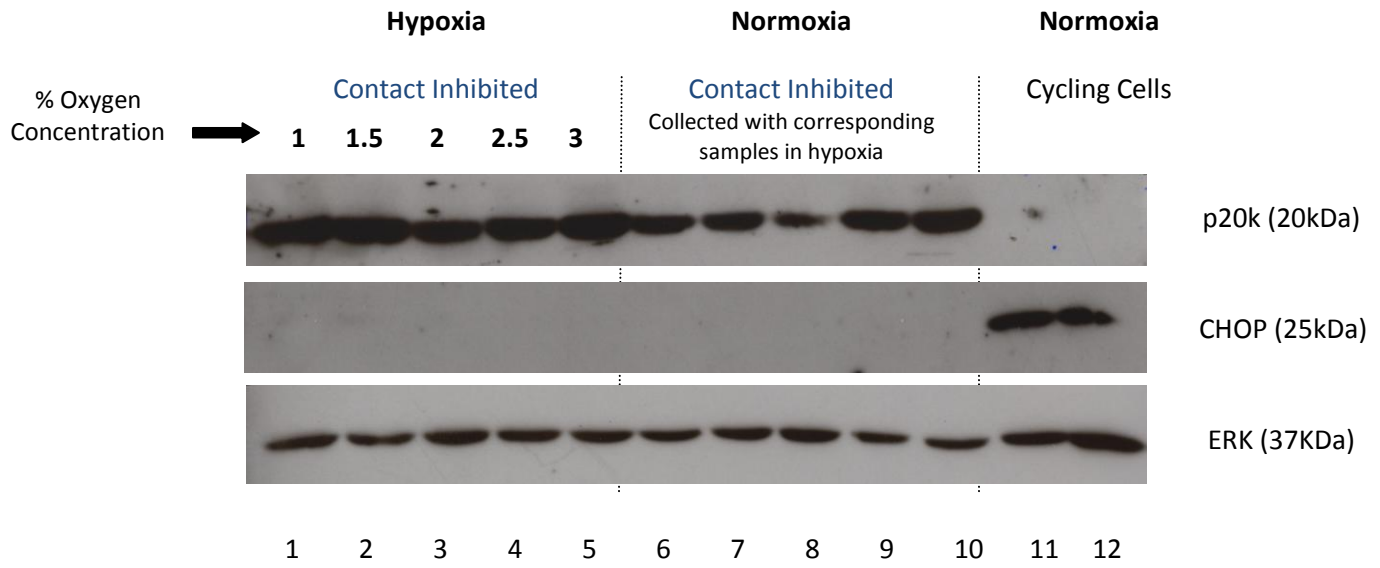 Hypoxia Normoxia Normoxia
Contact Inhibited Contact Inhibited Cycling Cells
% Oxygen
Concentration
1 1.5 2 2.5 3
Collected with corresponding
samples in hypoxia
p20k (20kDa)
CHOP (25kDa)
ERK (37KDa)
1 2 3 4 5 6 7 8 9 10 11 12